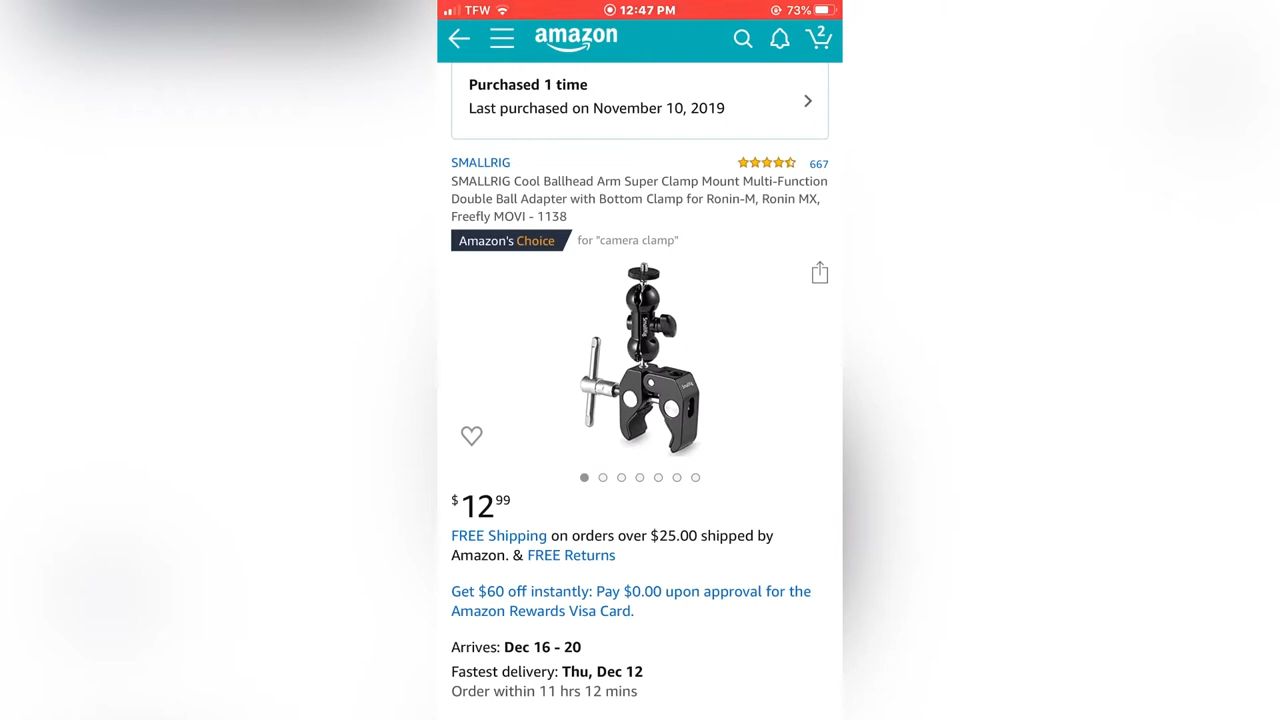 TFW 12:47 PM 73%
amazon 2
Purchased 1 time
Last purchased on November 10, 2019
SMALLRIG 667
SMALLRIG Cool Ballhead Arm Super Clamp Mount Multi-Function
Double Ball Adapter with Bottom Clamp for Ronin-M, Ronin MX,
Freefly MOVI - 1138
Amazon's Choice for "camera clamp"
SmallRig
SmallRig
$12 99
FREE Shipping on orders over $25.00 shipped by
Amazon. & FREE Returns
Get $60 off instantly: Pay $0.00 upon approval for the
Amazon Rewards Visa Card.
Arrives: Dec 16 - 20
Fastest delivery: Thu, Dec 12
Order within 11 hrs 12 mins